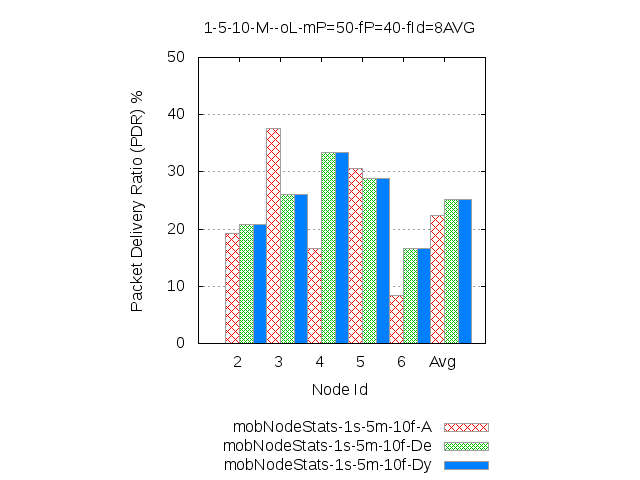 1-5-10-M--oL-mP=50-fP=40-fId=8AVG
50
40
30
20
10
0
Packet Delivery Ratio (PDR) %
2 3 4 5 6 Avg
Node Id
mobNodeStats-1s-5m-10f-A
mobNodeStats-1s-5m-10f-De
mobNodeStats-1s-5m-10f-Dy